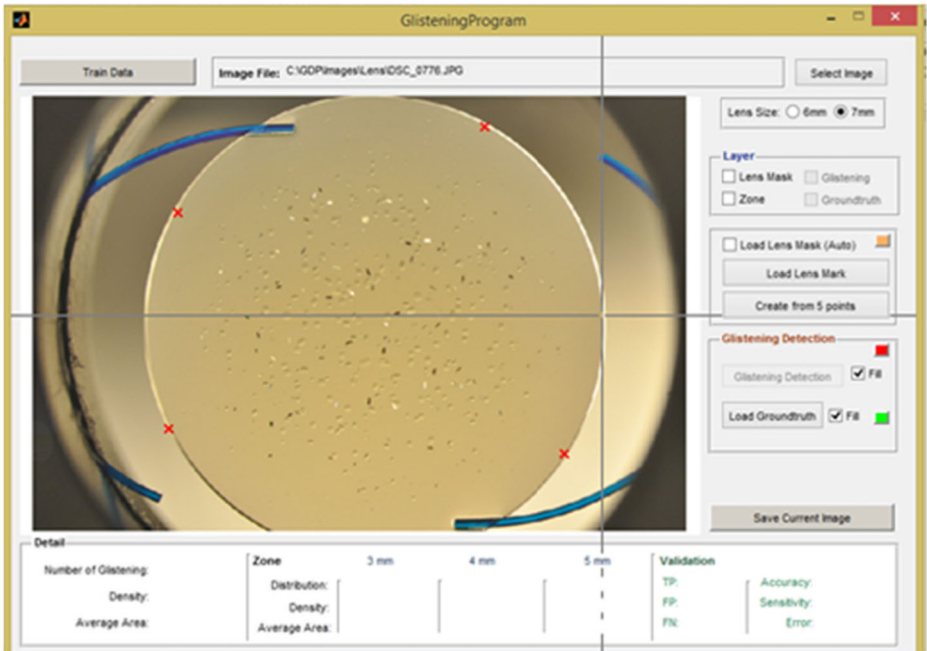 GlisteningProgram
Train Data
Image File: C:\GDP\Images\Lens\DSC_0776.JPG
Select Image
Lens Size: 6mm 7mm
Layer
Lens Mask Glistening
Zone Groundtruth
Load Lens Mask (Auto)
Load Lens Mark
Create from 5 points
Glistening Detection
Glistening Detection Fill
Load Groundtruth Fill
Save Current Image
Detail
Number of Glistening:
Density:
Average Area:
Zone 3 mm 4 mm 5 mm
Distribution:
Density:
Average Area:
Validation
TP: Accuracy:
FP: Sensitivity:
FN: Error: